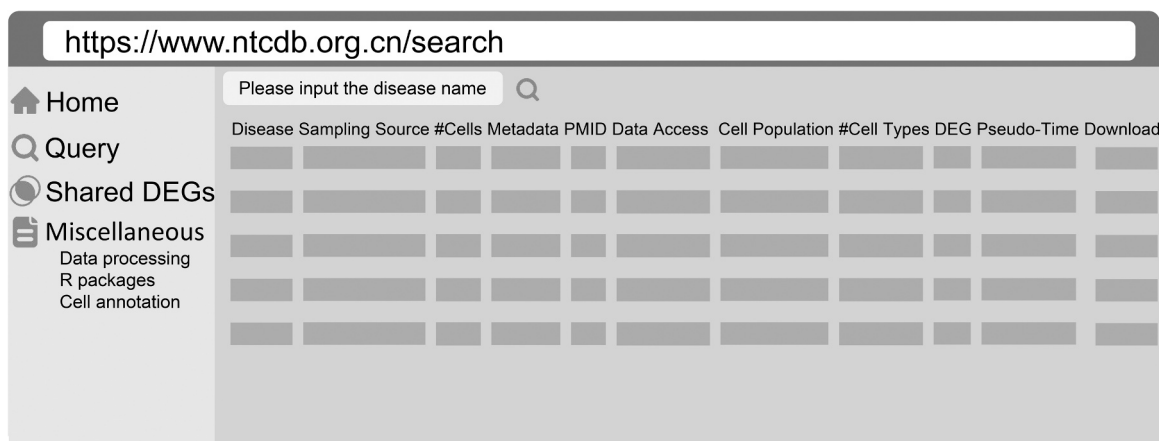 https://www.ntcdb.org.cn/search
Home
Query
Shared DEGs
Miscellaneous
Data processing
R packages
Cell annotation
Please input the disease name
Disease Sampling Source #Cells Metadata PMID Data Access Cell Population #Cell Types DEG Pseudo-Time Download